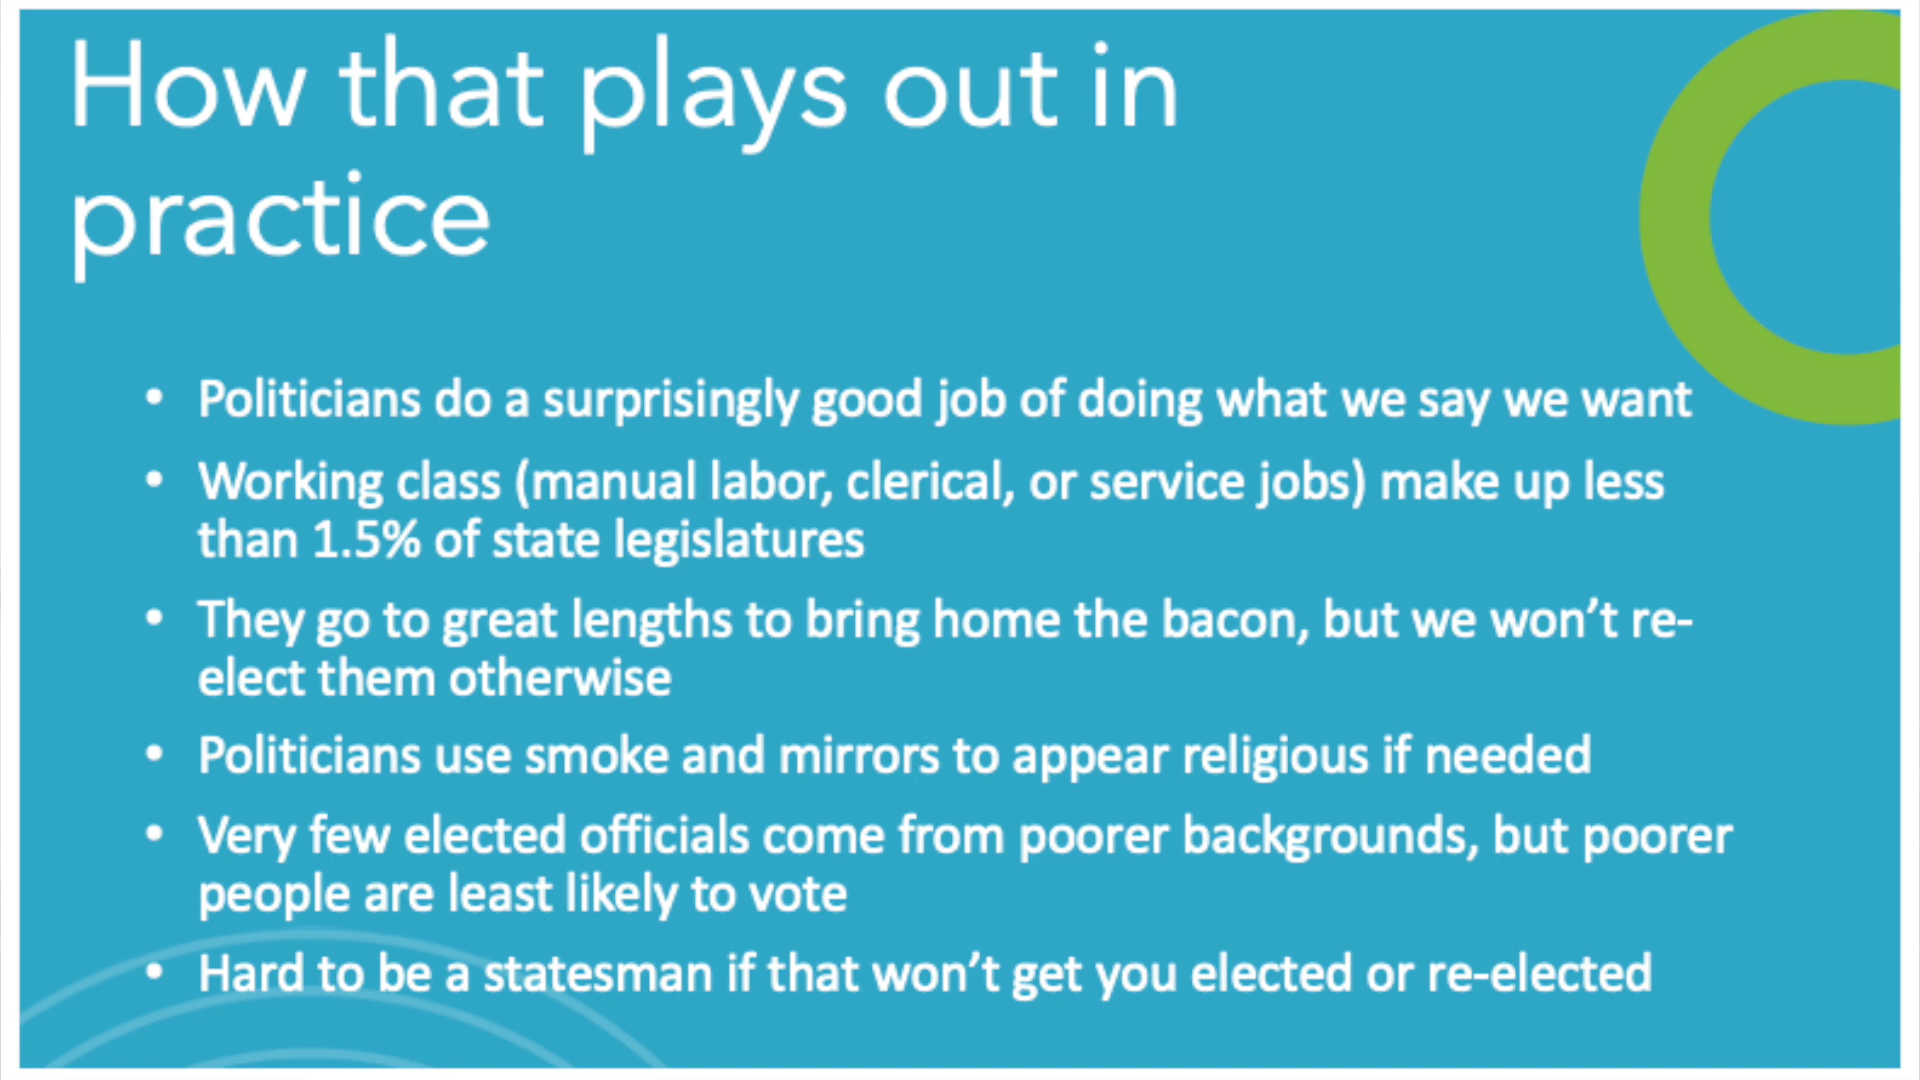 How that plays out in
practice
• Politicians do a surprisingly good job of doing what we say we want
• Working class (manual labor, clerical, or service jobs) make up less
than 1.5% of state legislatures
• They go to great lengths to bring home the bacon, but we won’t re-
elect them otherwise
• Politicians use smoke and mirrors to appear religious if needed
• Very few elected officials come from poorer backgrounds, but poorer
people are least likely to vote
• Hard to be a statesman if that won’t get you elected or re-elected